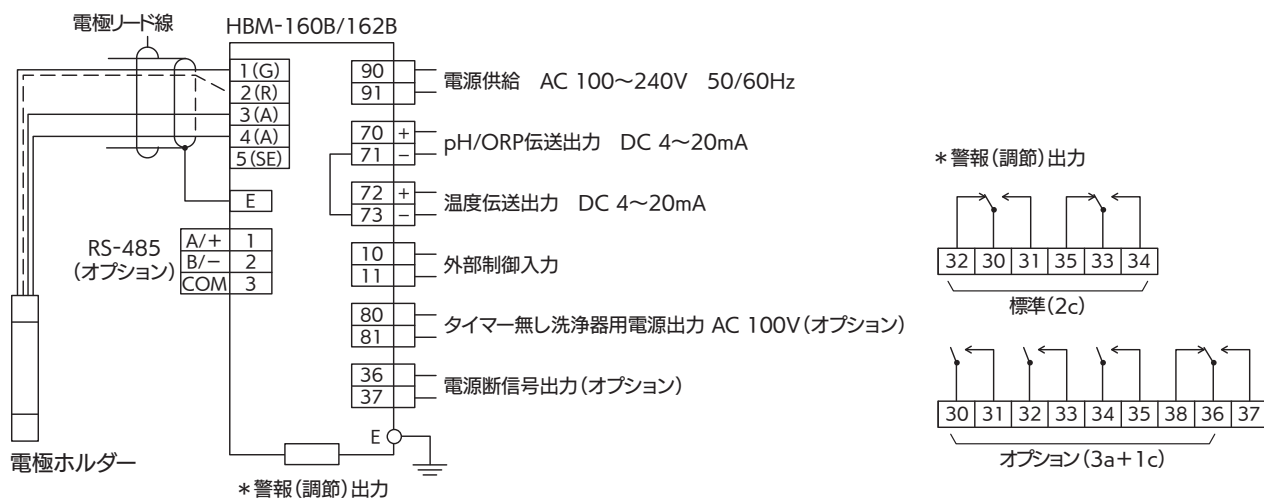 電極リード線
HBM-160B/162B
1(G)
2(R)
3(A)
4(A)
5(SE)
E
RS-485
(オプション)
A/+ 1
B/− 2
COM 3
電極ホルダー
90
91
電源供給 AC 100~240V 50/60Hz
70 +
71 −
pH/ORP伝送出力 DC 4~20mA
72 +
73 −
温度伝送出力 DC 4~20mA
10
11
外部制御入力
80
81
タイマー無し洗浄器用電源出力 AC 100V(オプション)
36
37
電源断信号出力(オプション)
E
*警報(調節)出力
*警報(調節)出力
32 30 31 35 33 34
標準(2c)
30 31 32 33 34 35 38 36 37
オプション(3a+1c)